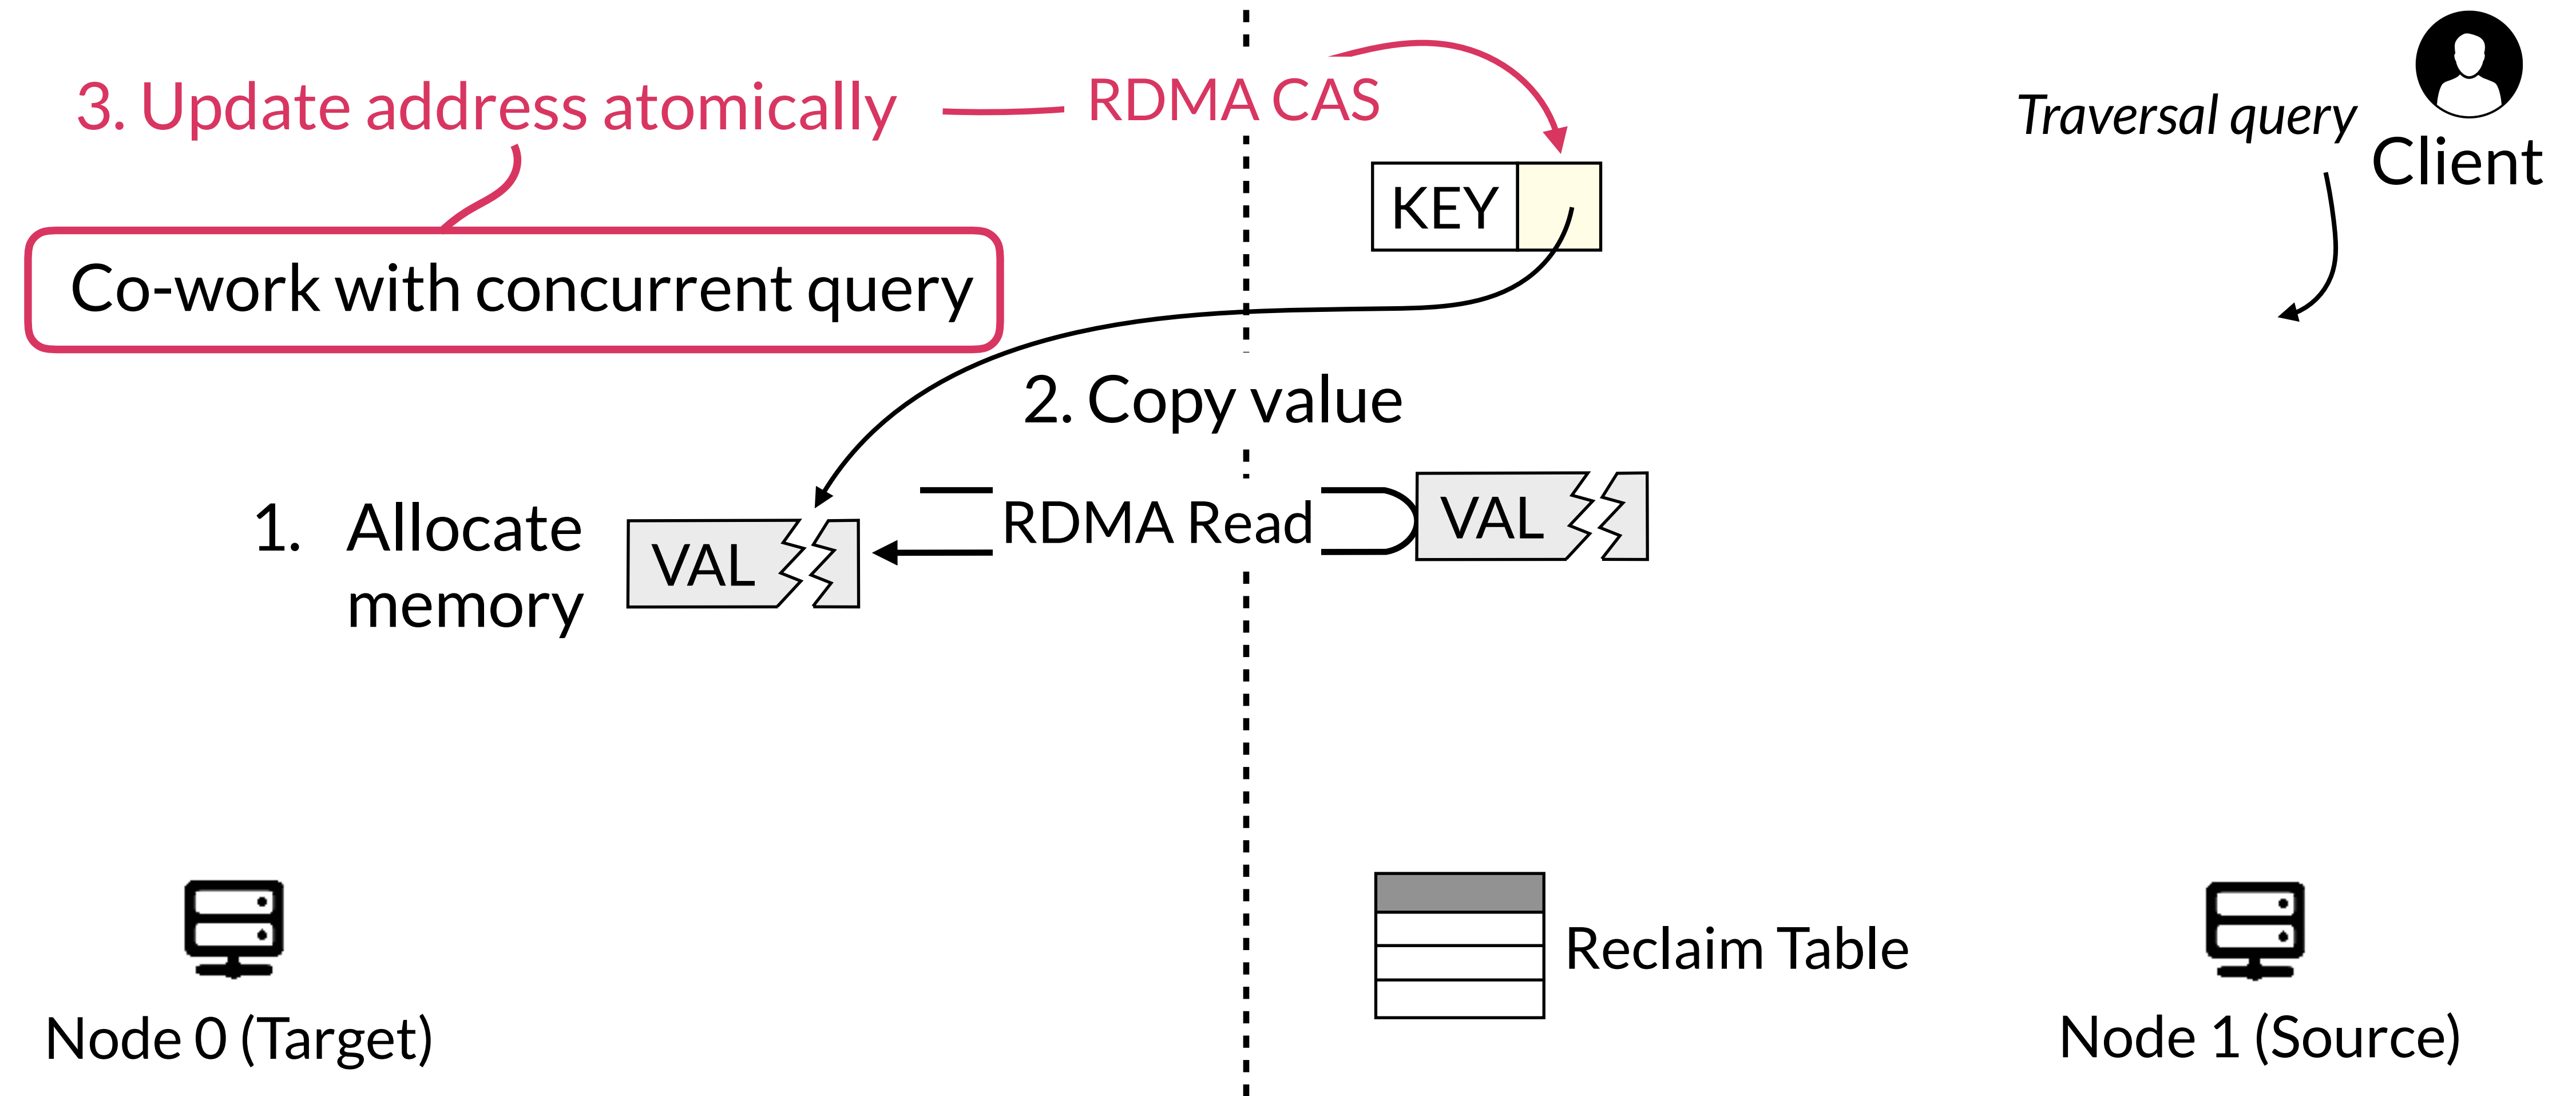 3. Update address atomically
RDMA CAS
Traversal query
Client
KEY
Co-work with concurrent query
2. Copy value
1. Allocate
memory
VAL
RDMA Read
VAL
Reclaim Table
Node 0 (Target)
Node 1 (Source)